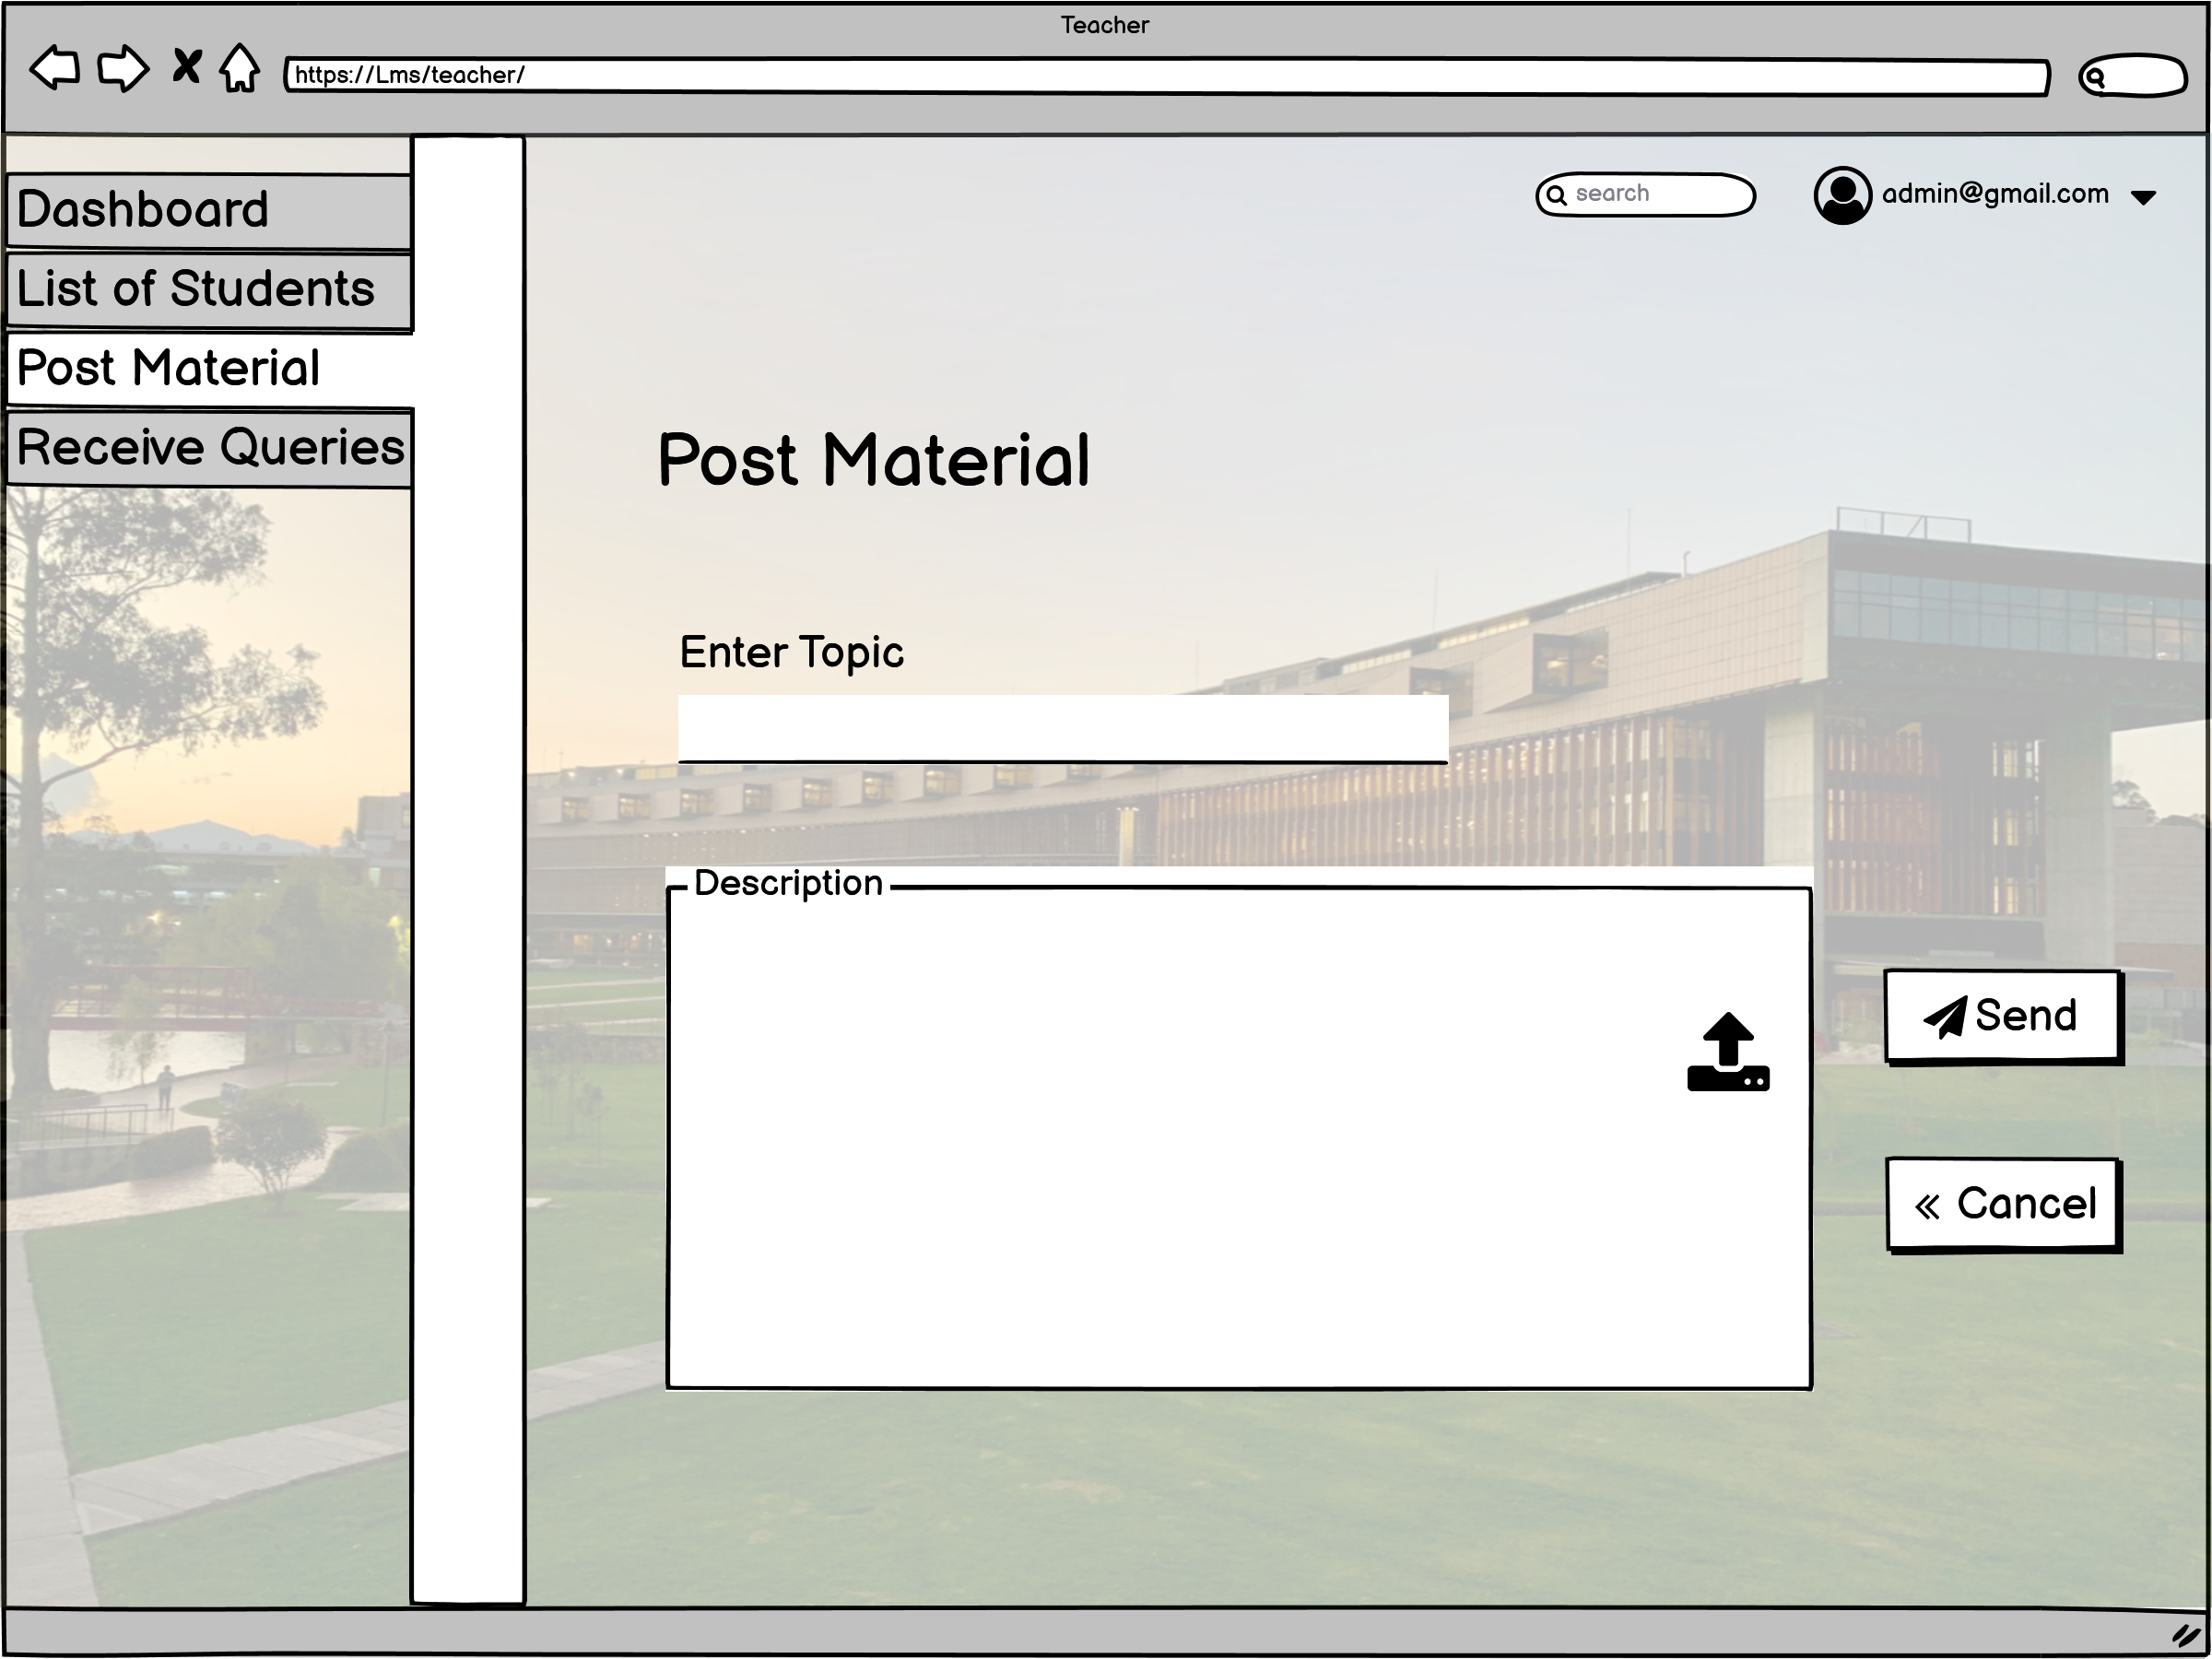 Teacher
https://Lms/teacher/
search
admin@gmail.com
Dashboard
List of Students
Post Material
Receive Queries
Post Material
Enter Topic
Description
Send
« Cancel